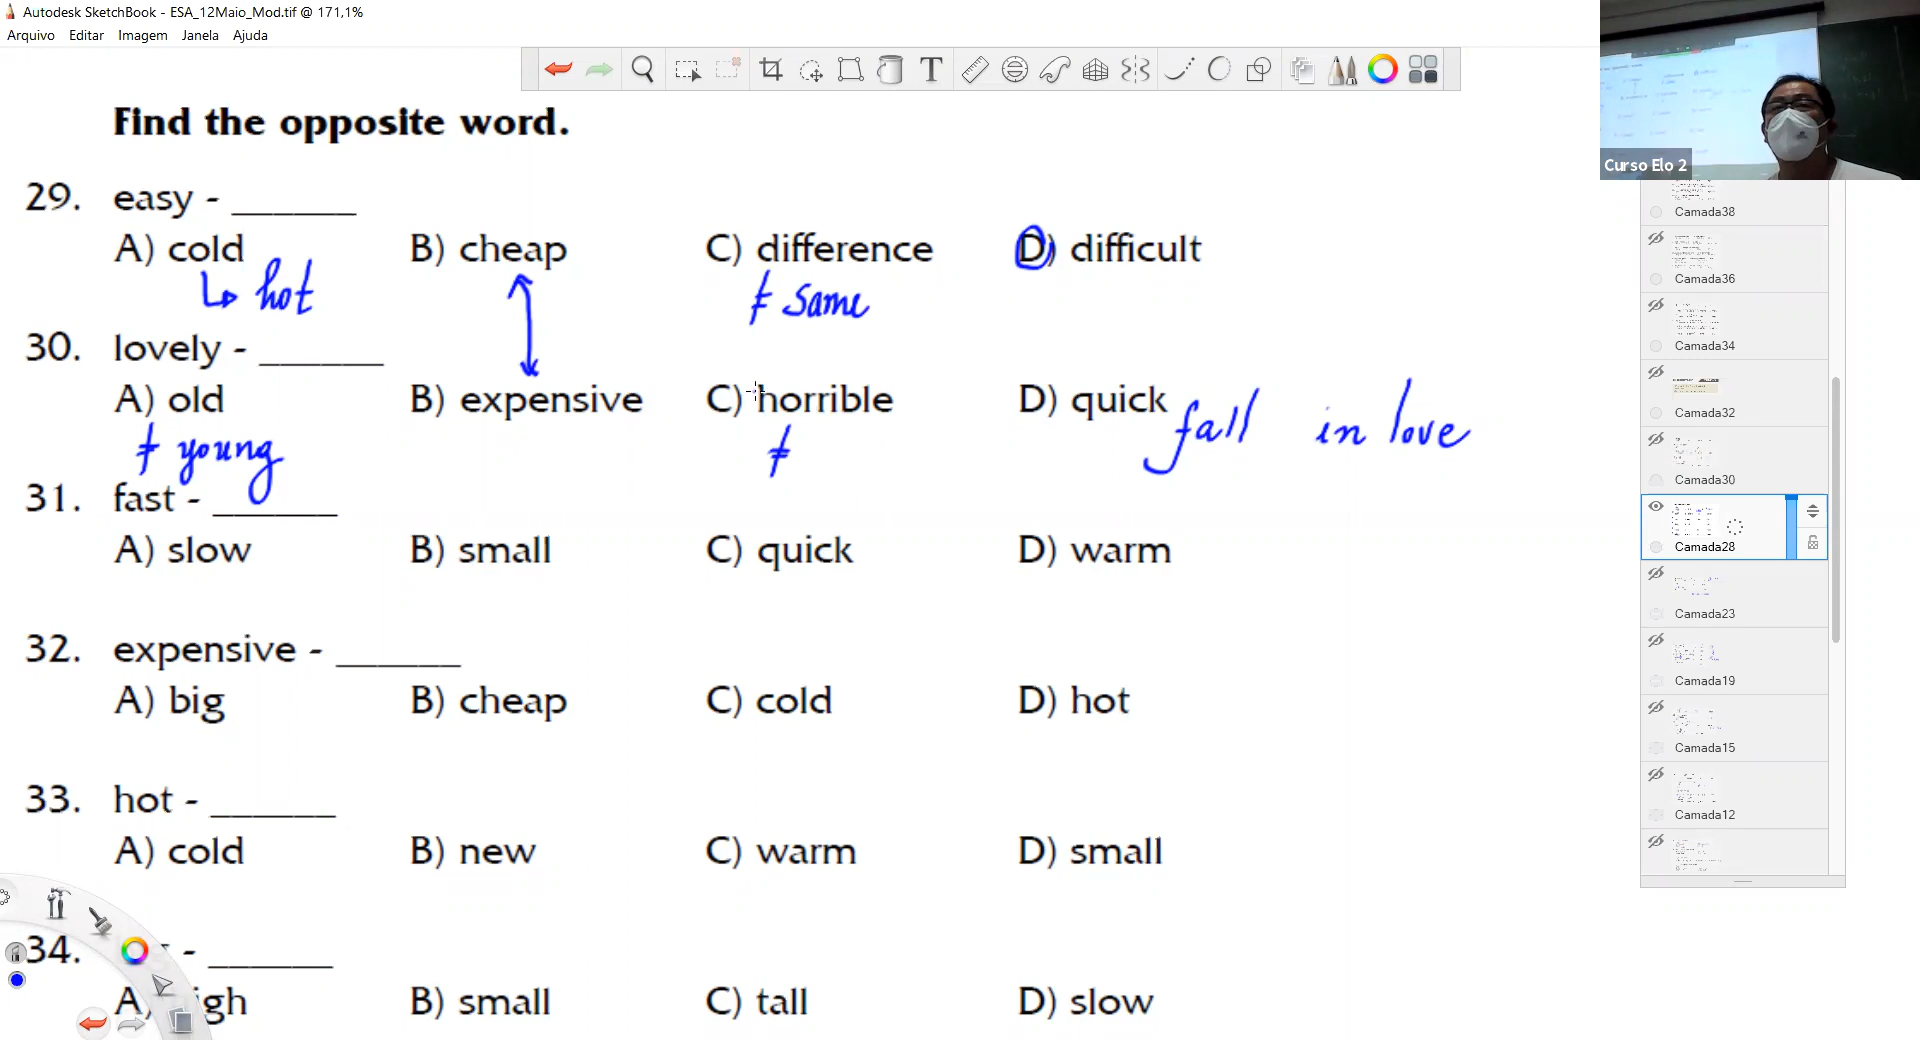 Autodesk SketchBook - ESA_12Maio_Mod.tif @ 171,1%
Arquivo Editar Imagem Janela Ajuda
Curso Elo 2
Find the opposite word.
29. easy - ______
A) cold B) cheap C) difference D) difficult
hot ≠ same
30. lovely - ______
A) old B) expensive C) horrible D) quick
≠ young ≠ fall in love
31. fast - ______
A) slow B) small C) quick D) warm
32. expensive - ______
A) big B) cheap C) cold D) hot
33. hot - ______
A) cold B) new C) warm D) small
34. - ______
B) small C) tall D) slow
Camada38
Camada36
Camada34
Camada32
Camada30
Camada28
Camada23
Camada19
Camada15
Camada12